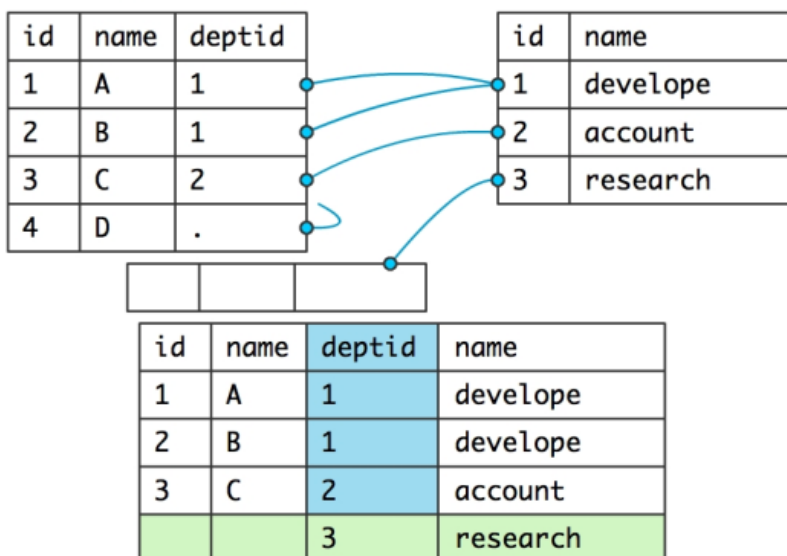 id name deptid
1 A 1
2 B 1
3 C 2
4 D .
id name
1 develope
2 account
3 research
id name deptid name
1 A 1 develope
2 B 1 develope
3 C 2 account
3 research